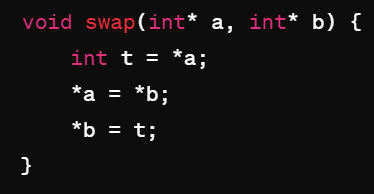 void swap(int* a, int* b) {
    int t = *a;
    *a = *b;
    *b = t;
}